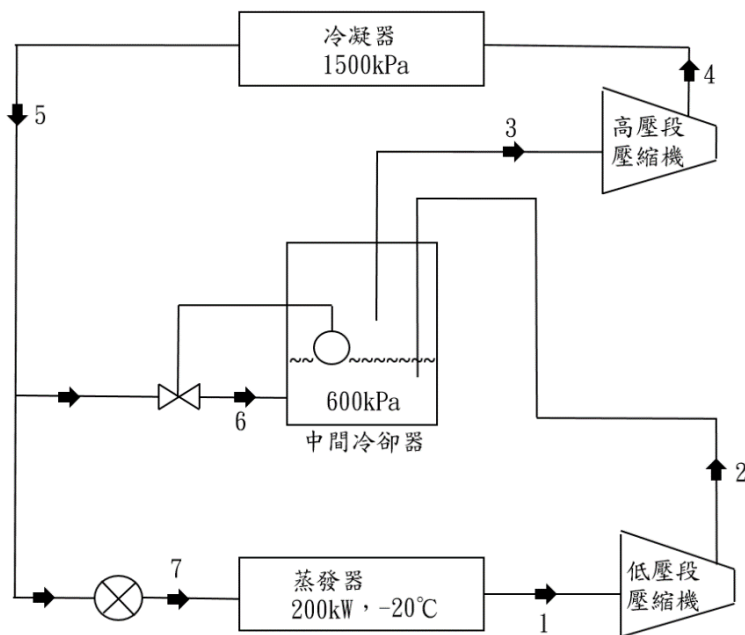 冷凝器
1500kPa
5
4
3
高壓段
壓縮機
600kPa
6
中間冷卻器
2
7
蒸發器
200kW，-20℃
1
低壓段
壓縮機